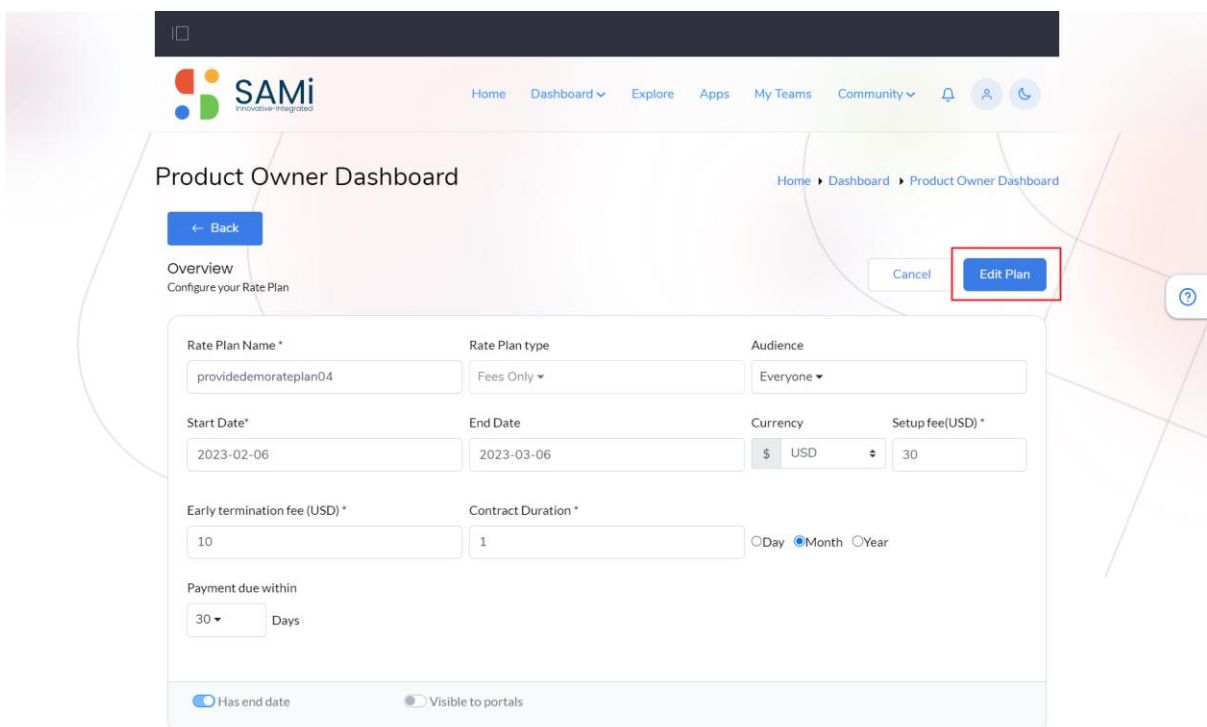 SAMi
Innovative-Integrated
Home Dashboard Explore Apps My Teams Community
Product Owner Dashboard
Home Dashboard Product Owner Dashboard
← Back
Overview
Configure your Rate Plan
Cancel Edit Plan
Rate Plan Name * Rate Plan type Audience
providedemorateplan04 Fees Only Everyone
Start Date* End Date Currency Setup fee(USD) *
2023-02-06 2023-03-06 $ USD 30
Early termination fee (USD) * Contract Duration *
10 1 Day Month Year
Payment due within
30 Days
Has end date Visible to portals